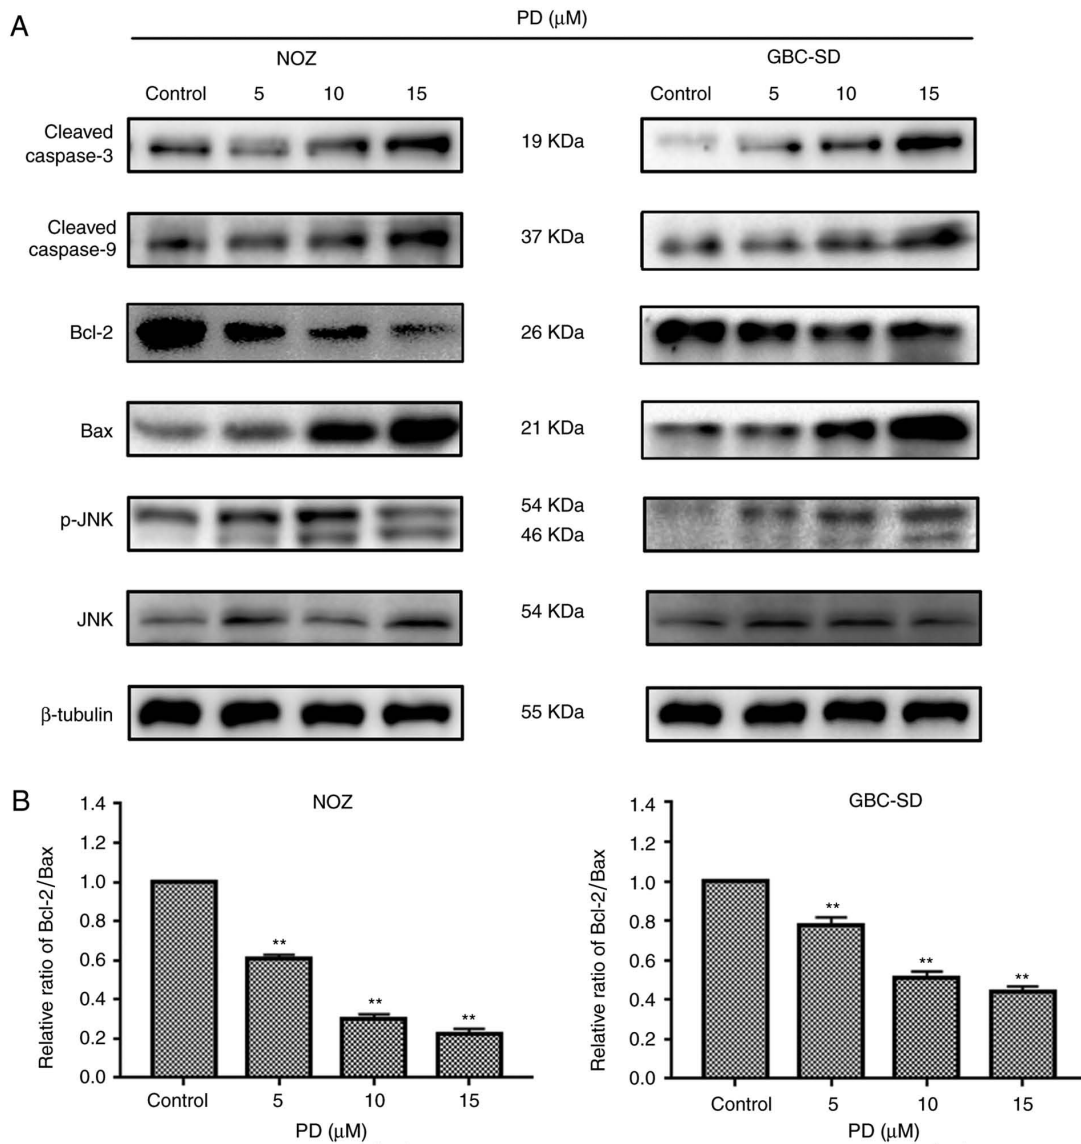 A
PD (μM)
NOZ
GBC-SD
Control 5 10 15
Control 5 10 15
Cleaved
caspase-3
19 KDa
Cleaved
caspase-9
37 KDa
Bcl-2
26 KDa
Bax
21 KDa
p-JNK
54 KDa
46 KDa
JNK
54 KDa
β-tubulin
55 KDa
B
NOZ
Relative ratio of Bcl-2/Bax
1.4
1.2
1.0
0.8
0.6
0.4
0.2
0.0
**
**
**
Control 5 10 15
PD (μM)
GBC-SD
Relative ratio of Bcl-2/Bax
1.4
1.2
1.0
0.8
0.6
0.4
0.2
0.0
**
**
**
Control 5 10 15
PD (μM)